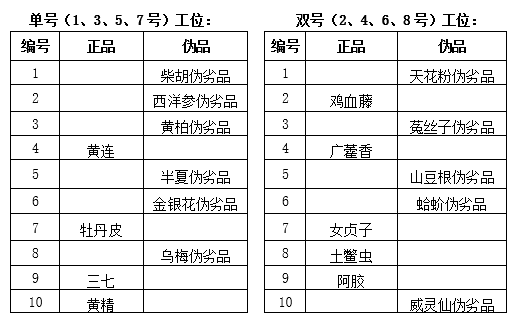 单号（1、3、5、7号）工位：
编号 正品 伪品
1 柴胡伪劣品
2 西洋参伪劣品
3 黄柏伪劣品
4 黄连
5 半夏伪劣品
6 金银花伪劣品
7 牡丹皮
8 乌梅伪劣品
9 三七
10 黄精
双号（2、4、6、8号）工位：
编号 正品 伪品
1 天花粉伪劣品
2 鸡血藤
3 菟丝子伪劣品
4 广藿香
5 山豆根伪劣品
6 蛤蚧伪劣品
7 女贞子
8 土鳖虫
9 阿胶
10 威灵仙伪劣品